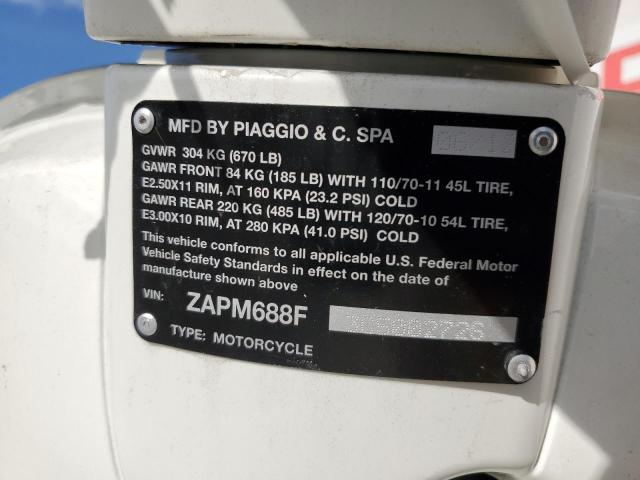 MFD BY PIAGGIO & C. SPA
GVWR 304 KG (670 LB)
GAWR FRONT 84 KG (185 LB) WITH 110/70-11 45L TIRE,
E2.50X11 RIM, AT 160 KPA (23.2 PSI) COLD
GAWR REAR 220 KG (485 LB) WITH 120/70-10 54L TIRE,
E3.00X10 RIM, AT 280 KPA (41.0 PSI) COLD
This vehicle conforms to all applicable U.S. Federal Motor
Vehicle Safety Standards in effect on the date of
manufacture shown above
VIN: ZAPM688F
TYPE: MOTORCYCLE